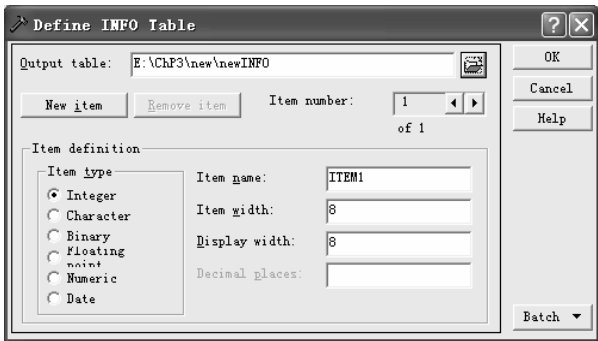 Define INFO Table
Output table: E:\ChP3\new\newINFO
OK
Cancel
Help
New item Remove item Item number: 1
of 1
Item definition
Item type
Integer
Character
Binary
Floating point
Numeric
Date
Item name: ITEM1
Item width: 8
Display width: 8
Decimal places:
Batch